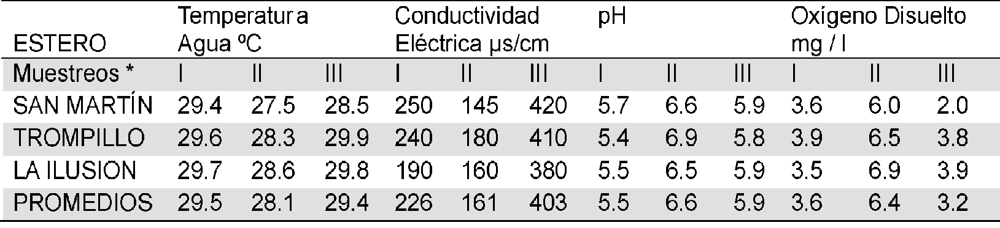 Temperatura Conductividad pH Oxígeno Disuelto
ESTERO Agua ºC Eléctrica µs/cm mg / l
Muestreos * I II III I II III I II III I II III
SAN MARTÍN 29.4 27.5 28.5 250 145 420 5.7 6.6 5.9 3.6 6.0 2.0
TROMPILLO 29.6 28.3 29.9 240 180 410 5.4 6.9 5.8 3.9 6.5 3.8
LA ILUSION 29.7 28.6 29.8 190 160 380 5.5 6.5 5.9 3.5 6.9 3.9
PROMEDIOS 29.5 28.1 29.4 226 161 403 5.5 6.6 5.9 3.6 6.4 3.2